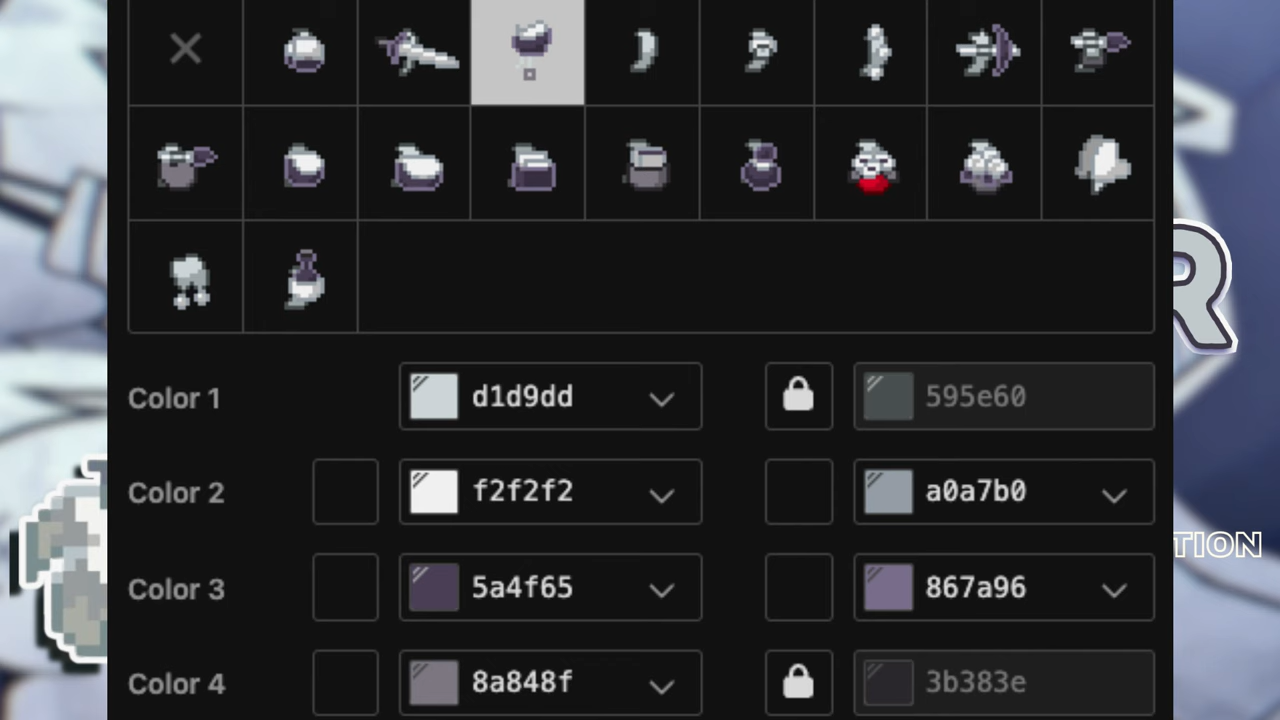 R
Color 1 d1d9dd 595e60
Color 2 f2f2f2 a0a7b0
TION
Color 3 5a4f65 867a96
Color 4 8a848f 3b383e